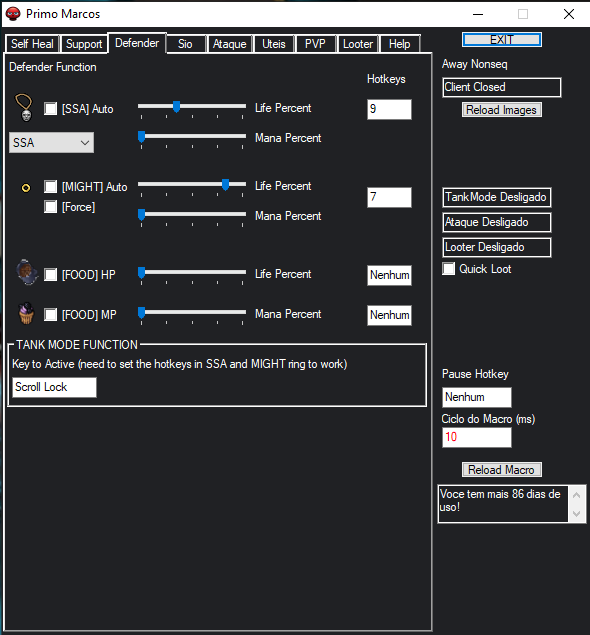 Primo Marcos
Self Heal Support Defender Sio Ataque Uteis PVP Looter Help
EXIT
Defender Function
Away Nonseq
Hotkeys
Client Closed
[SSA] Auto
Life Percent
9
Reload Images
SSA
Mana Percent
[MIGHT] Auto
Life Percent
7
TankMode Desligado
[Force]
Mana Percent
Ataque Desligado
Looter Desligado
[FOOD] HP
Life Percent
Nenhum
Quick Loot
[FOOD] MP
Mana Percent
Nenhum
TANK MODE FUNCTION
Key to Active (need to set the hotkeys in SSA and MIGHT ring to work)
Scroll Lock
Pause Hotkey
Nenhum
Ciclo do Macro (ms)
10
Reload Macro
Voce tem mais 86 dias de
uso!